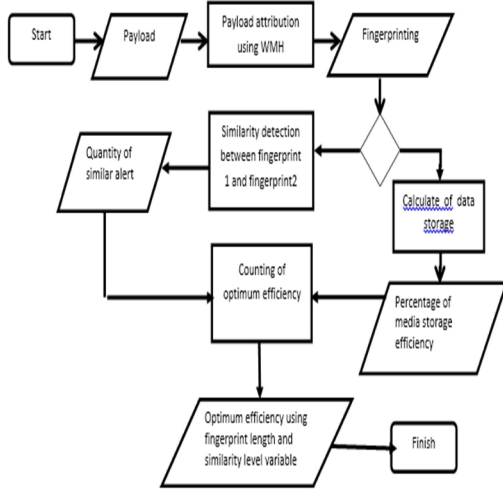 Start
Payload
Payload attribution
using WMH
Fingerprinting
Similarity detection
between fingerprint
1 and fingerprint2
Quantity of
similar alert
Calculate of data
storage
Counting of
optimum efficiency
Percentage of
media storage
efficiency
Optimum efficiency using
fingerprint length and
similarity level variable
Finish